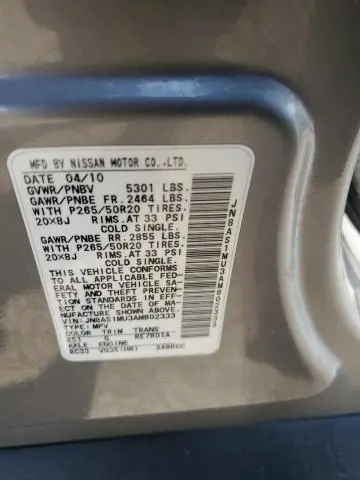 MFD BY NISSAN MOTOR CO.,LTD.
DATE 04/10
GVWR/PNBV 5301 LBS.
GAWR/PNBE FR. 2464 LBS.
WITH P265/50R20 TIRES.
20X8J RIMS.AT 33 PSI
COLD SINGLE.
GAWR/PNBE RR. 2855 LBS.
WITH P265/50R20 TIRES.
20X8J RIMS.AT 33 PSI
COLD SINGLE.
THIS VEHICLE CONFORMS
TO ALL APPLICABLE FED-
ERAL MOTOR VEHICLE SA-
FETY AND THEFT PREVENTION
STANDARDS IN EFFECT
ON THE DATE OF MA-
NUFACTURE SHOWN ABOVE.
VIN:JN8AS1MU3AM802333
TYPE:MPV
COLOR TRIM TRANS
E51 G RE7R01A
AXLE ENGINE
RC33 VQ35(HR) 3498CC
JN8AS1MU3AM802333